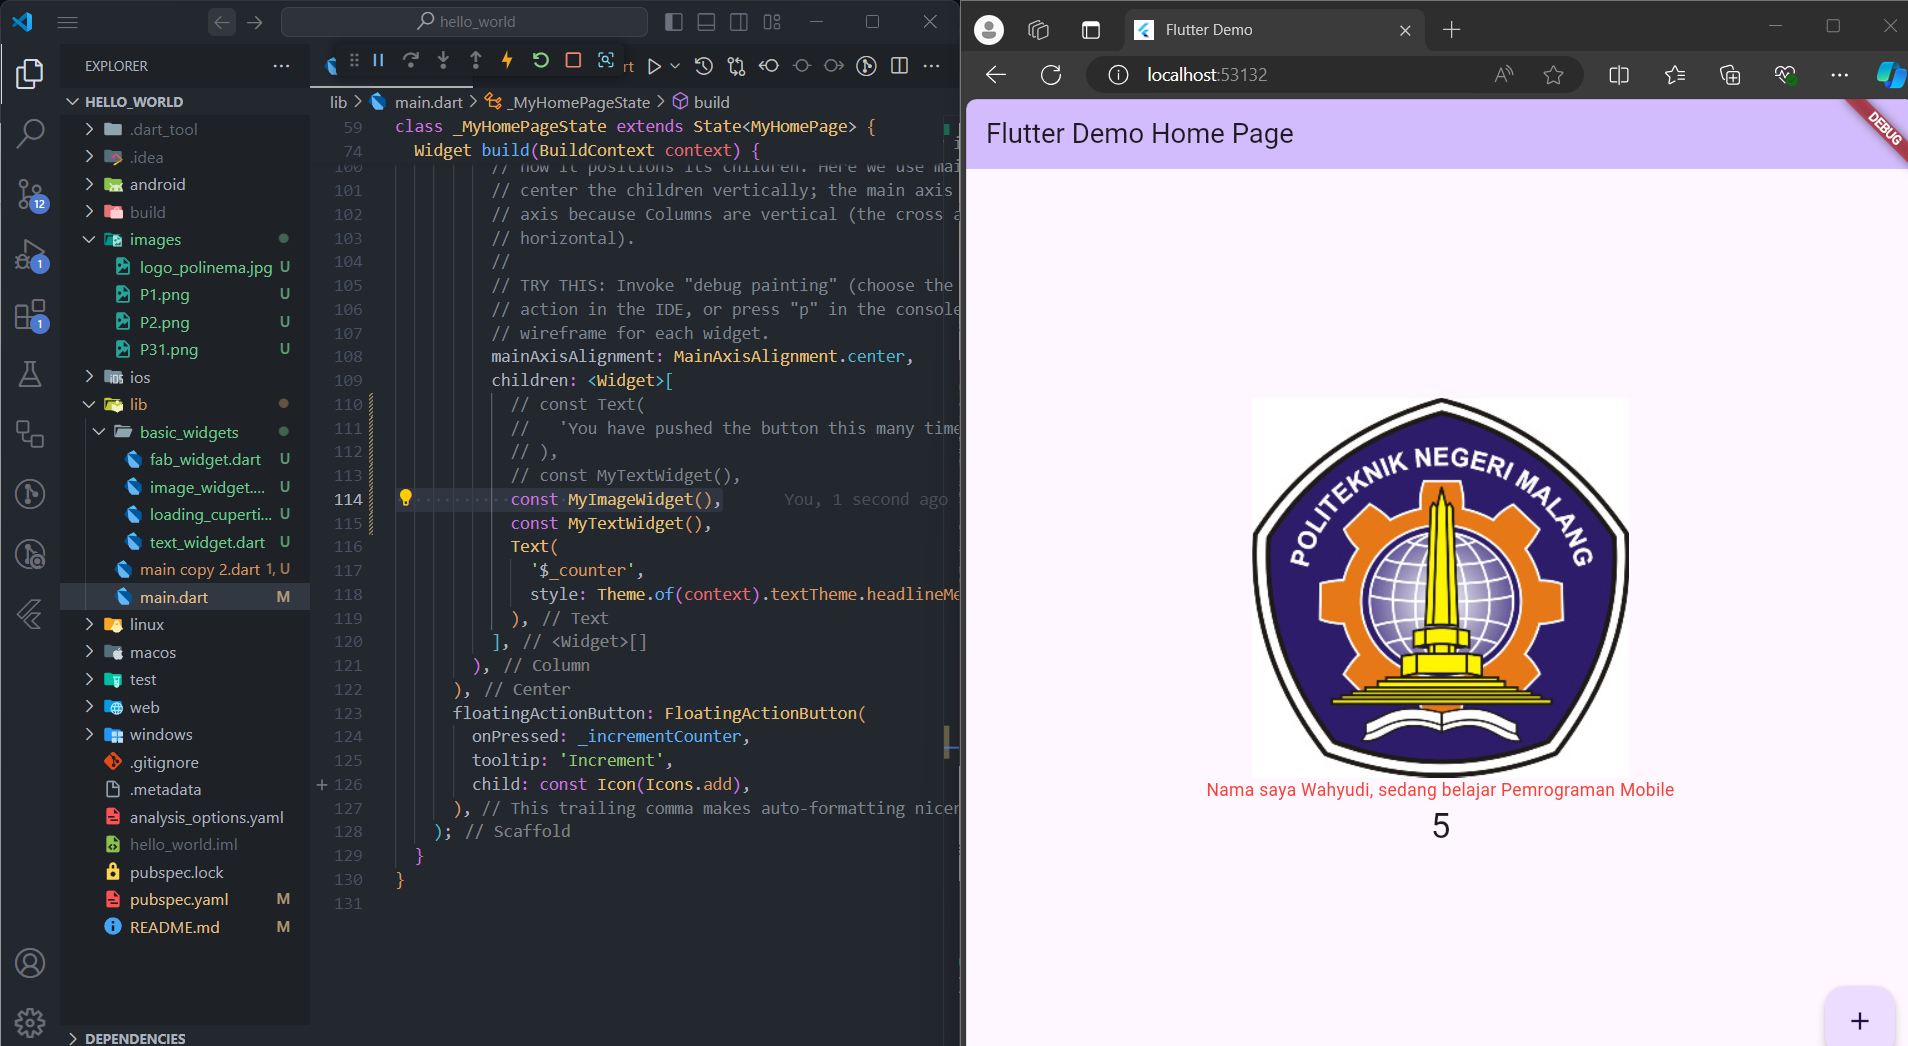 hello_world
EXPLORER
HELLO_WORLD
.dart_tool
.idea
android
build
images
logo_polinema.jpg U
P1.png U
P2.png U
P31.png U
ios
lib
basic_widgets
fab_widget.dart U
image_widget.... U
loading_cuperti... U
text_widget.dart U
main copy 2.dart 1, U
main.dart M
linux
macos
test
web
windows
.gitignore
.metadata
analysis_options.yaml
hello_world.iml
pubspec.lock
pubspec.yaml M
README.md M
DEPENDENCIES
12
1
1
rt
lib > main.dart > _MyHomePageState > build
59 class _MyHomePageState extends State<MyHomePage> {
74 Widget build(BuildContext context) {
100 // how it positions its children. Here we use mai
101 // center the children vertically; the main axis
102 // axis because Columns are vertical (the cross a
103 // horizontal).
104 //
105 // TRY THIS: Invoke "debug painting" (choose the
106 // action in the IDE, or press "p" in the console
107 // wireframe for each widget.
108 mainAxisAlignment: MainAxisAlignment.center,
109 children: <Widget>[
110 // const Text(
111 //   'You have pushed the button this many time
112 // ),
113 // const MyTextWidget(),
114 const MyImageWidget(), You, 1 second ago
115 const MyTextWidget(),
116 Text(
117 '$_counter',
118 style: Theme.of(context).textTheme.headlineMe
119 ), // Text
120 ], // <Widget>[]
121 ), // Column
122 ), // Center
123 floatingActionButton: FloatingActionButton(
124 onPressed: _incrementCounter,
125 tooltip: 'Increment',
126 child: const Icon(Icons.add),
127 ), // This trailing comma makes auto-formatting nicer
128 ); // Scaffold
129 }
130 }
131
Flutter Demo
localhost:53132
Flutter Demo Home Page
DEBUG
POLITEKNIK NEGERI MALANG
Nama saya Wahyudi, sedang belajar Pemrograman Mobile
5